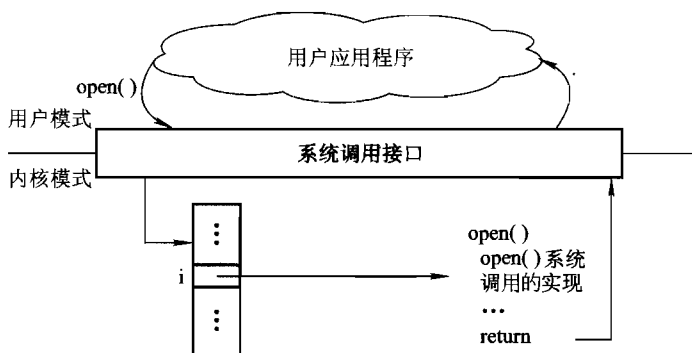 用户应用程序
open()
用户模式
系统调用接口
内核模式
⋮
i
⋮
open()
open()系统
调用的实现
…
return